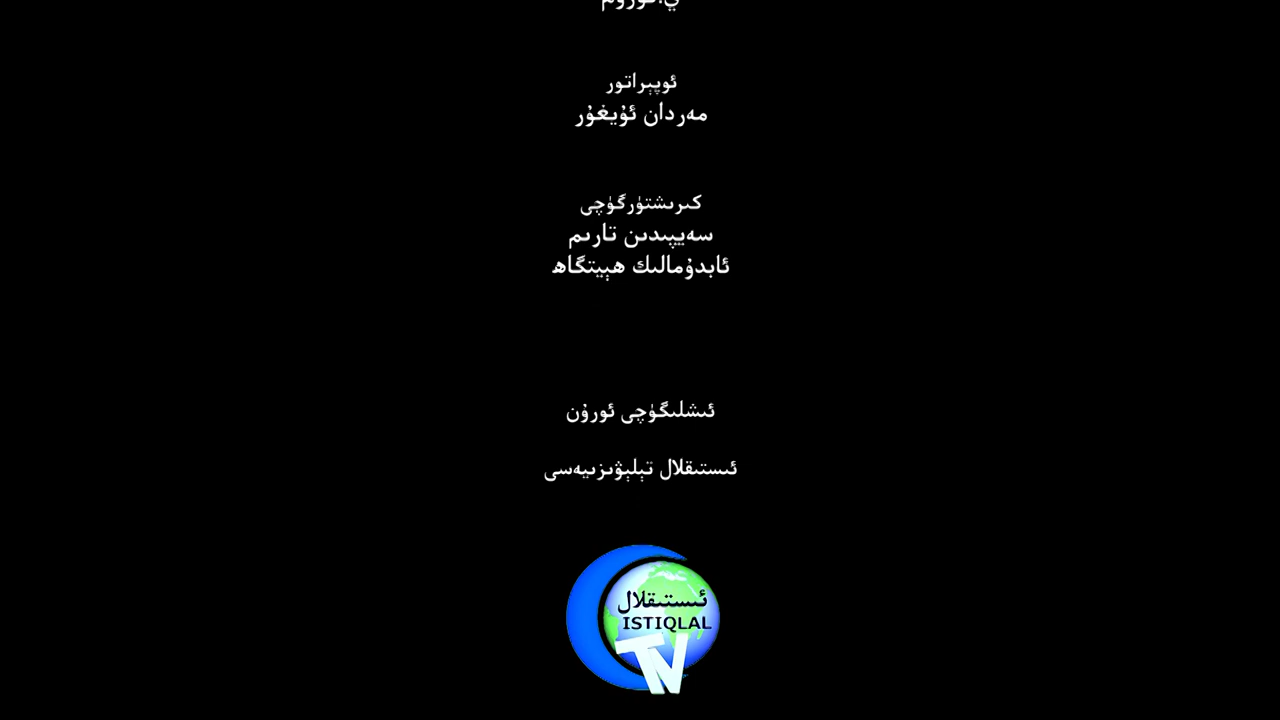 ئوپېراتور
مەردان ئۇيغۇر
كىرىشتۈرگۈچى
سەيپىدىن تارىم
ئابدۇمالىك ھېيتگاھ
ئىشلىگۈچى ئورۇن
ئىستىقلال تېلېۋىزىيەسى
ئىستىقلال
ISTIQLAL
TV